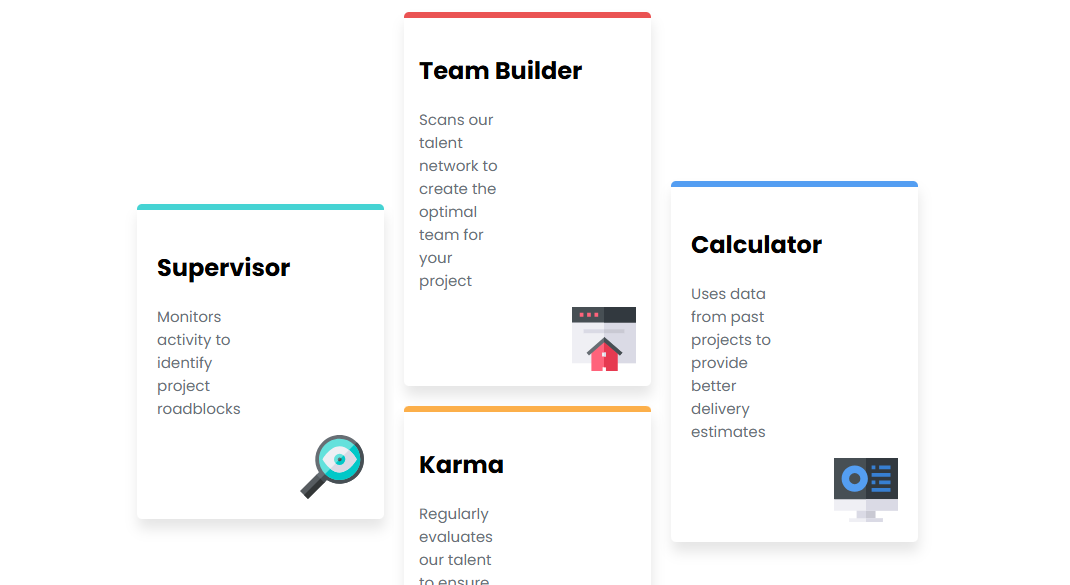 Team Builder
Scans our
talent
network to
create the
optimal
team for
your
project
Supervisor
Monitors
activity to
identify
project
roadblocks
Calculator
Uses data
from past
projects to
provide
better
delivery
estimates
Karma
Regularly
evaluates
our talent
to ensure